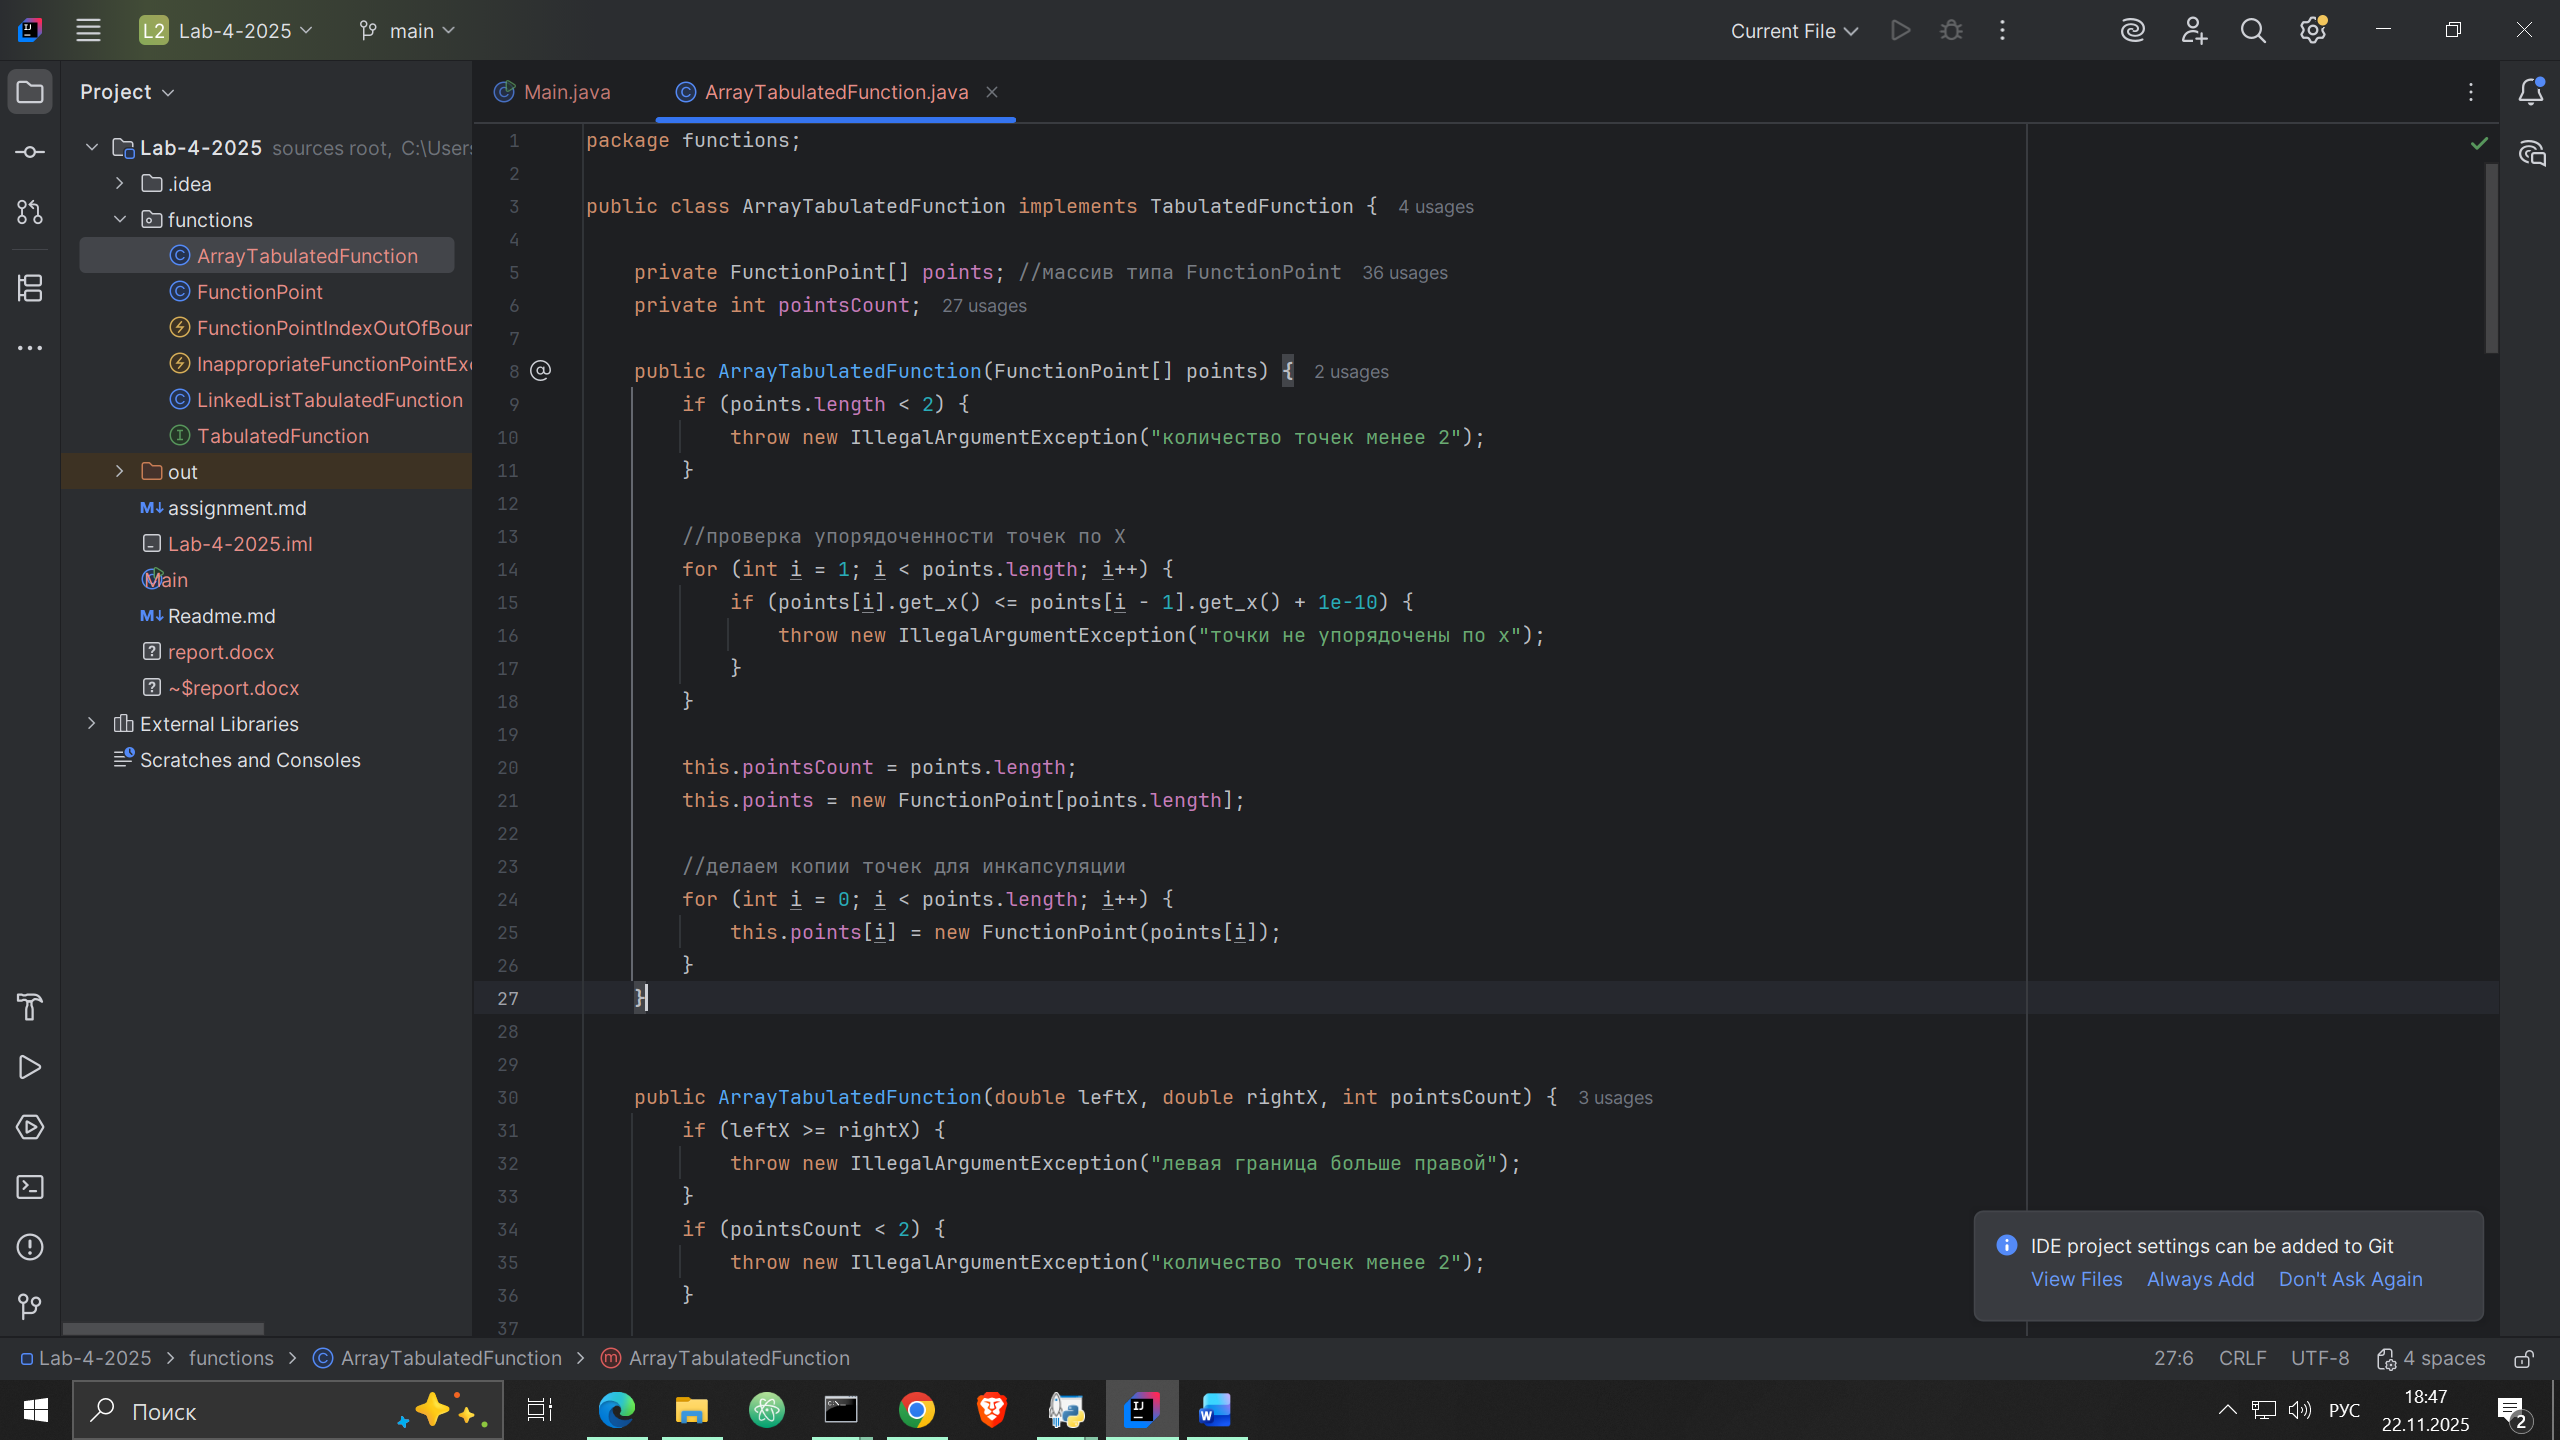 L2 Lab-4-2025 main Current File
Project
Main.java ArrayTabulatedFunction.java
Lab-4-2025 sources root, C:\Users
.idea
functions
ArrayTabulatedFunction
FunctionPoint
FunctionPointIndexOutOfBoun
InappropriateFunctionPointExc
LinkedListTabulatedFunction
TabulatedFunction
out
assignment.md
Lab-4-2025.iml
Main
Readme.md
report.docx
~$report.docx
External Libraries
Scratches and Consoles
1 package functions;
2
3 public class ArrayTabulatedFunction implements TabulatedFunction { 4 usages
4
5 private FunctionPoint[] points; //массив типа FunctionPoint 36 usages
6 private int pointsCount; 27 usages
7
8 public ArrayTabulatedFunction(FunctionPoint[] points) { 2 usages
9 if (points.length < 2) {
10 throw new IllegalArgumentException("количество точек менее 2");
11 }
12
13 //проверка упорядоченности точек по X
14 for (int i = 1; i < points.length; i++) {
15 if (points[i].get_x() <= points[i - 1].get_x() + 1e-10) {
16 throw new IllegalArgumentException("точки не упорядочены по x");
17 }
18 }
19
20 this.pointsCount = points.length;
21 this.points = new FunctionPoint[points.length];
22
23 //делаем копии точек для инкапсуляции
24 for (int i = 0; i < points.length; i++) {
25 this.points[i] = new FunctionPoint(points[i]);
26 }
27 }
28
29
30 public ArrayTabulatedFunction(double leftX, double rightX, int pointsCount) { 3 usages
31 if (leftX >= rightX) {
32 throw new IllegalArgumentException("левая граница больше правой");
33 }
34 if (pointsCount < 2) {
35 throw new IllegalArgumentException("количество точек менее 2");
36 }
37
IDE project settings can be added to Git
View Files Always Add Don't Ask Again
Lab-4-2025 > functions > ArrayTabulatedFunction > ArrayTabulatedFunction 27:6 CRLF UTF-8 4 spaces
Поиск
РУС
18:47
22.11.2025
2